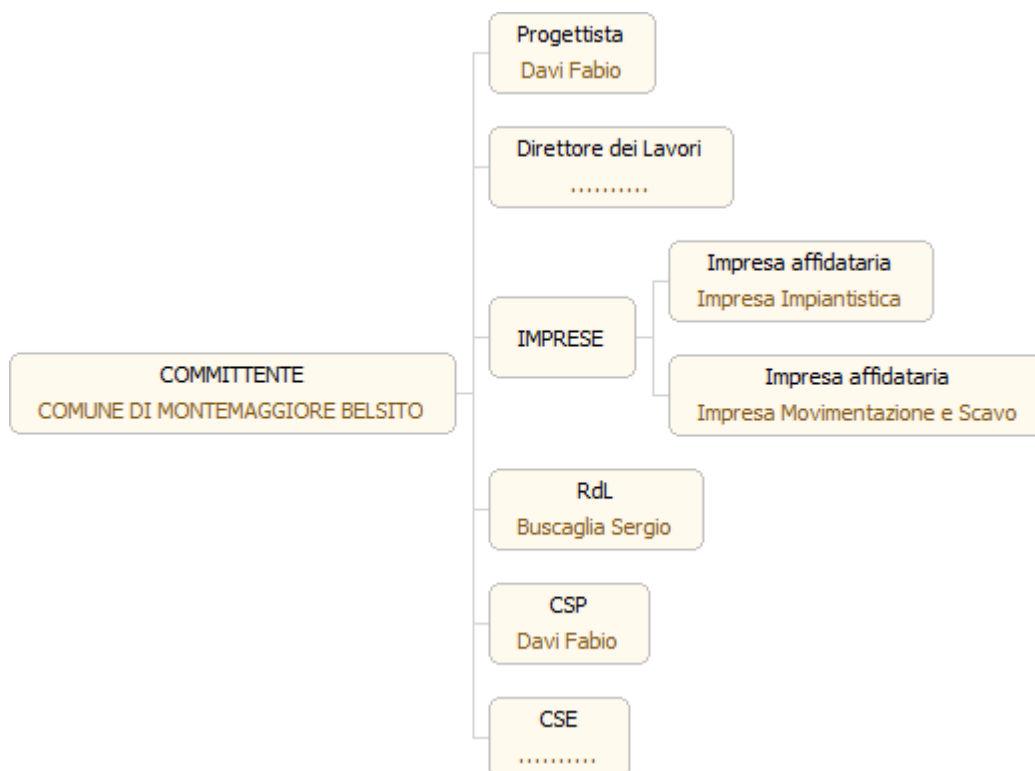 Progettista
Davi Fabio
Direttore dei Lavori
..........
Impresa affidataria
Impresa Impiantistica
IMPRESE
COMMITTENTE
COMUNE DI MONTEMAGGIORE BELSITO
Impresa affidataria
Impresa Movimentazione e Scavo
RdL
Buscaglia Sergio
CSP
Davi Fabio
CSE
..........